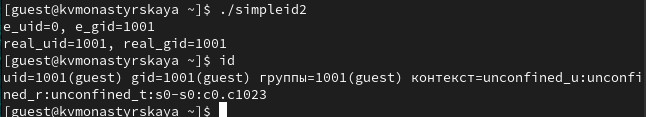 [guest@kvmonastyrskaya ~]$ ./simpleid2
e_uid=0, e_gid=1001
real_uid=1001, real_gid=1001
[guest@kvmonastyrskaya ~]$ id
uid=1001(guest) gid=1001(guest) группы=1001(guest) контекст=unconfined_u:unconfi
ned_r:unconfined_t:s0-s0:c0.c1023
[guest@kvmonastyrskaya ~]$